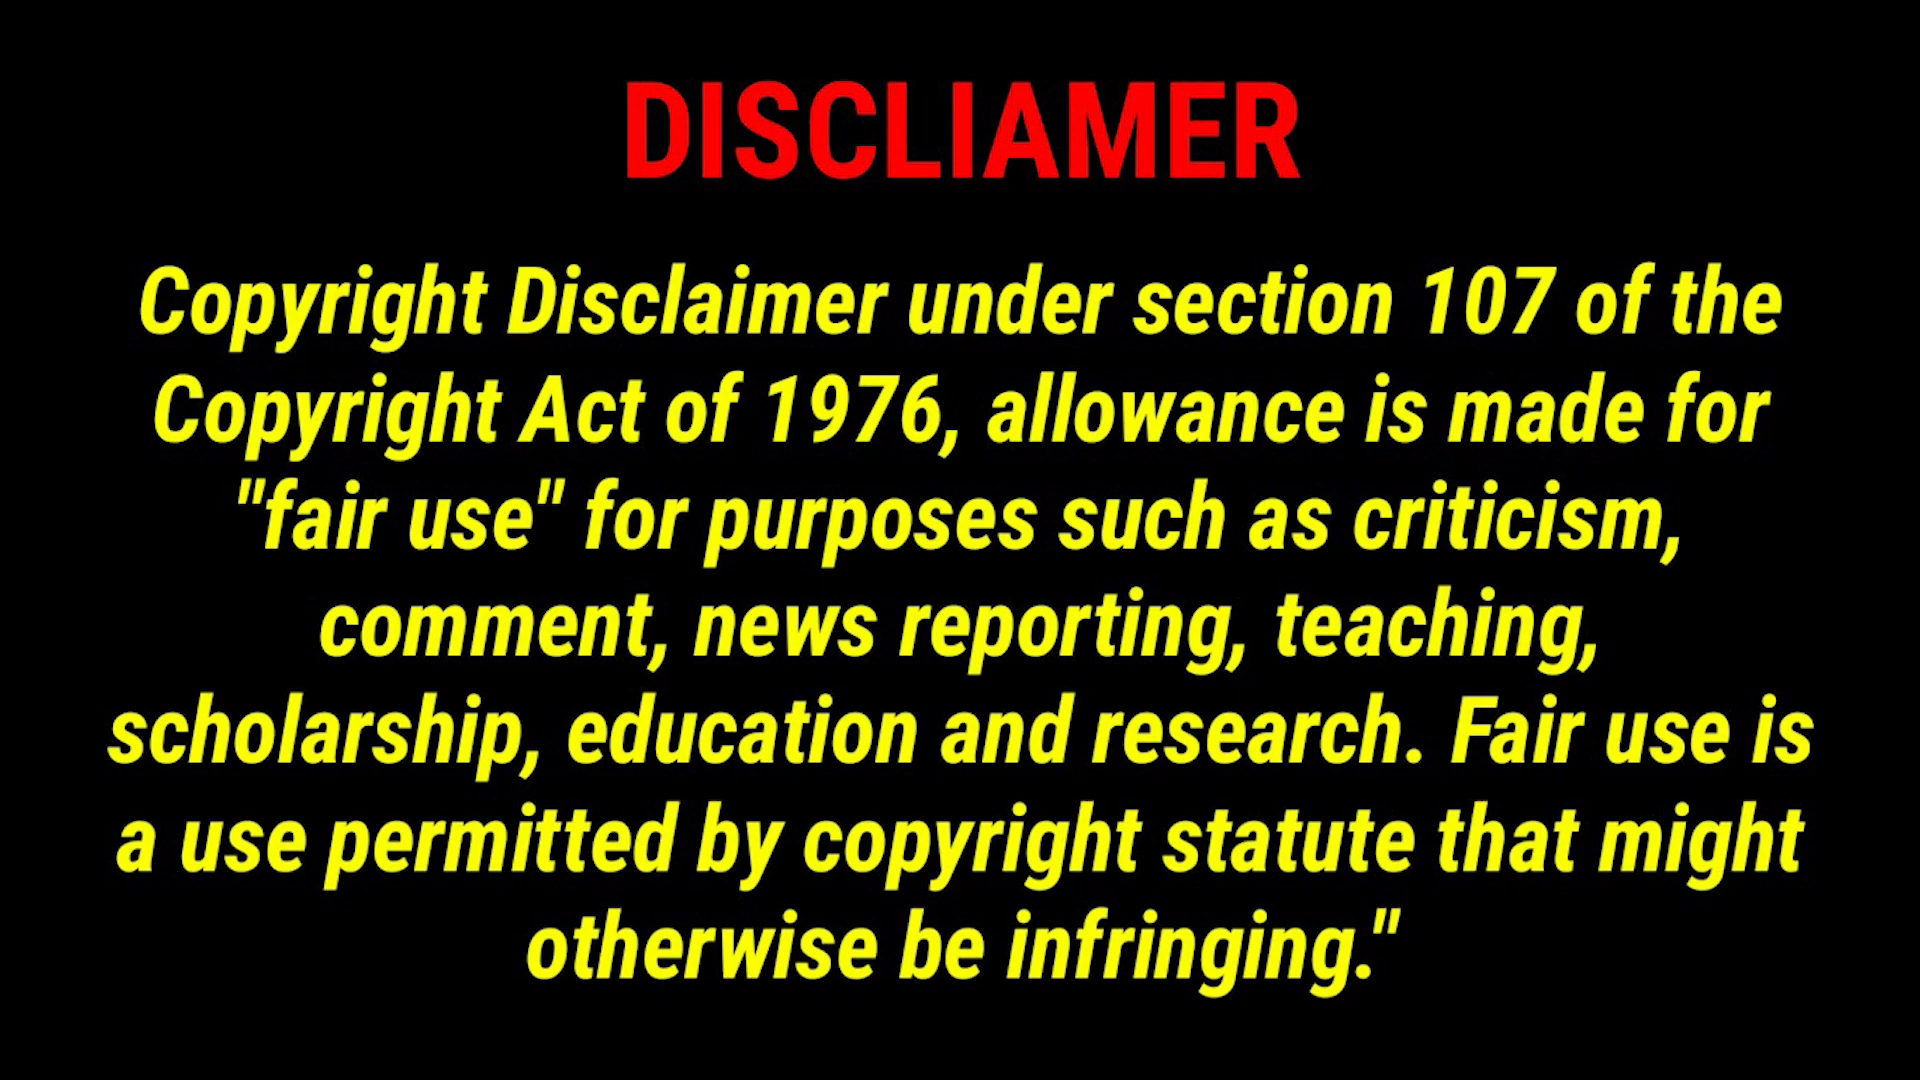 DISCLIAMER
Copyright Disclaimer under section 107 of the
Copyright Act of 1976, allowance is made for
"fair use" for purposes such as criticism,
comment, news reporting, teaching,
scholarship, education and research. Fair use is
a use permitted by copyright statute that might
otherwise be infringing."